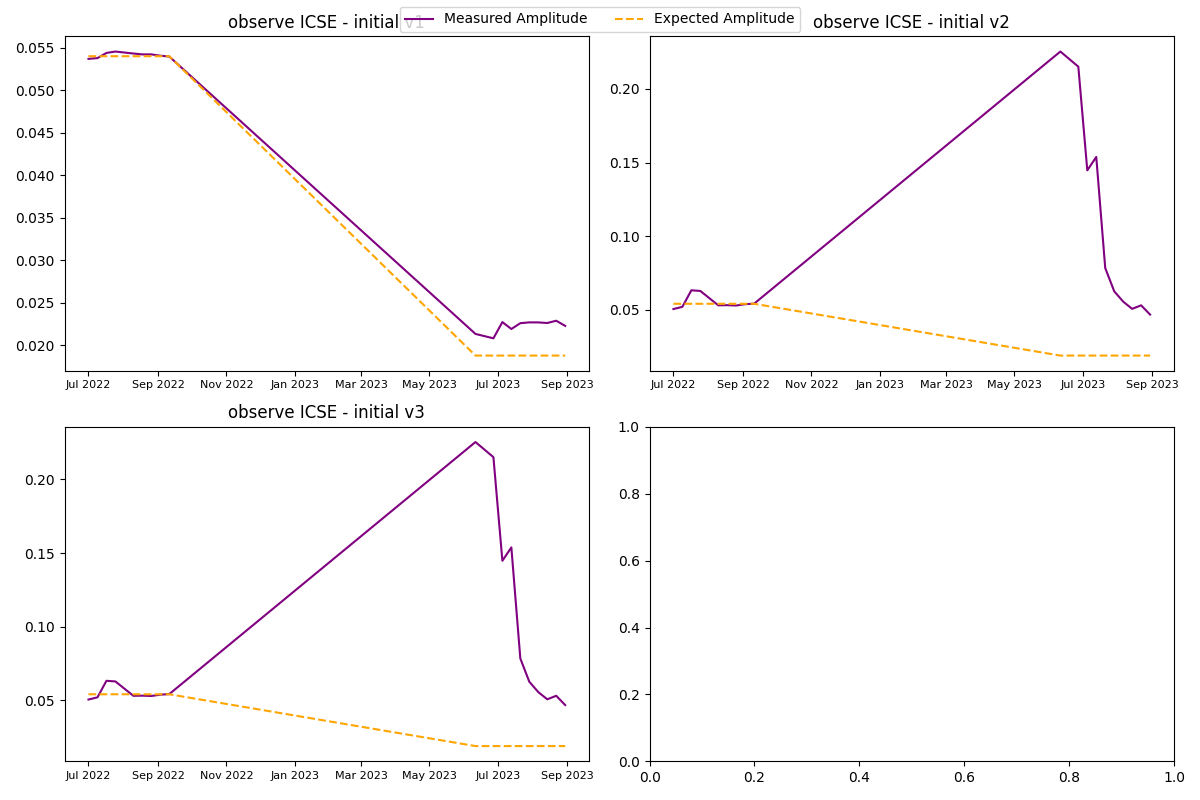 observe ICSE - initial v1
Measured Amplitude
Expected Amplitude
observe ICSE - initial v2
0.055
0.050
0.045
0.040
0.035
0.030
0.025
0.020
Jul 2022 Sep 2022 Nov 2022 Jan 2023 Mar 2023 May 2023 Jul 2023 Sep 2023
0.20
0.15
0.10
0.05
Jul 2022 Sep 2022 Nov 2022 Jan 2023 Mar 2023 May 2023 Jul 2023 Sep 2023
observe ICSE - initial v3
0.20
0.15
0.10
0.05
Jul 2022 Sep 2022 Nov 2022 Jan 2023 Mar 2023 May 2023 Jul 2023 Sep 2023
1.0
0.8
0.6
0.4
0.2
0.0
0.0 0.2 0.4 0.6 0.8 1.0